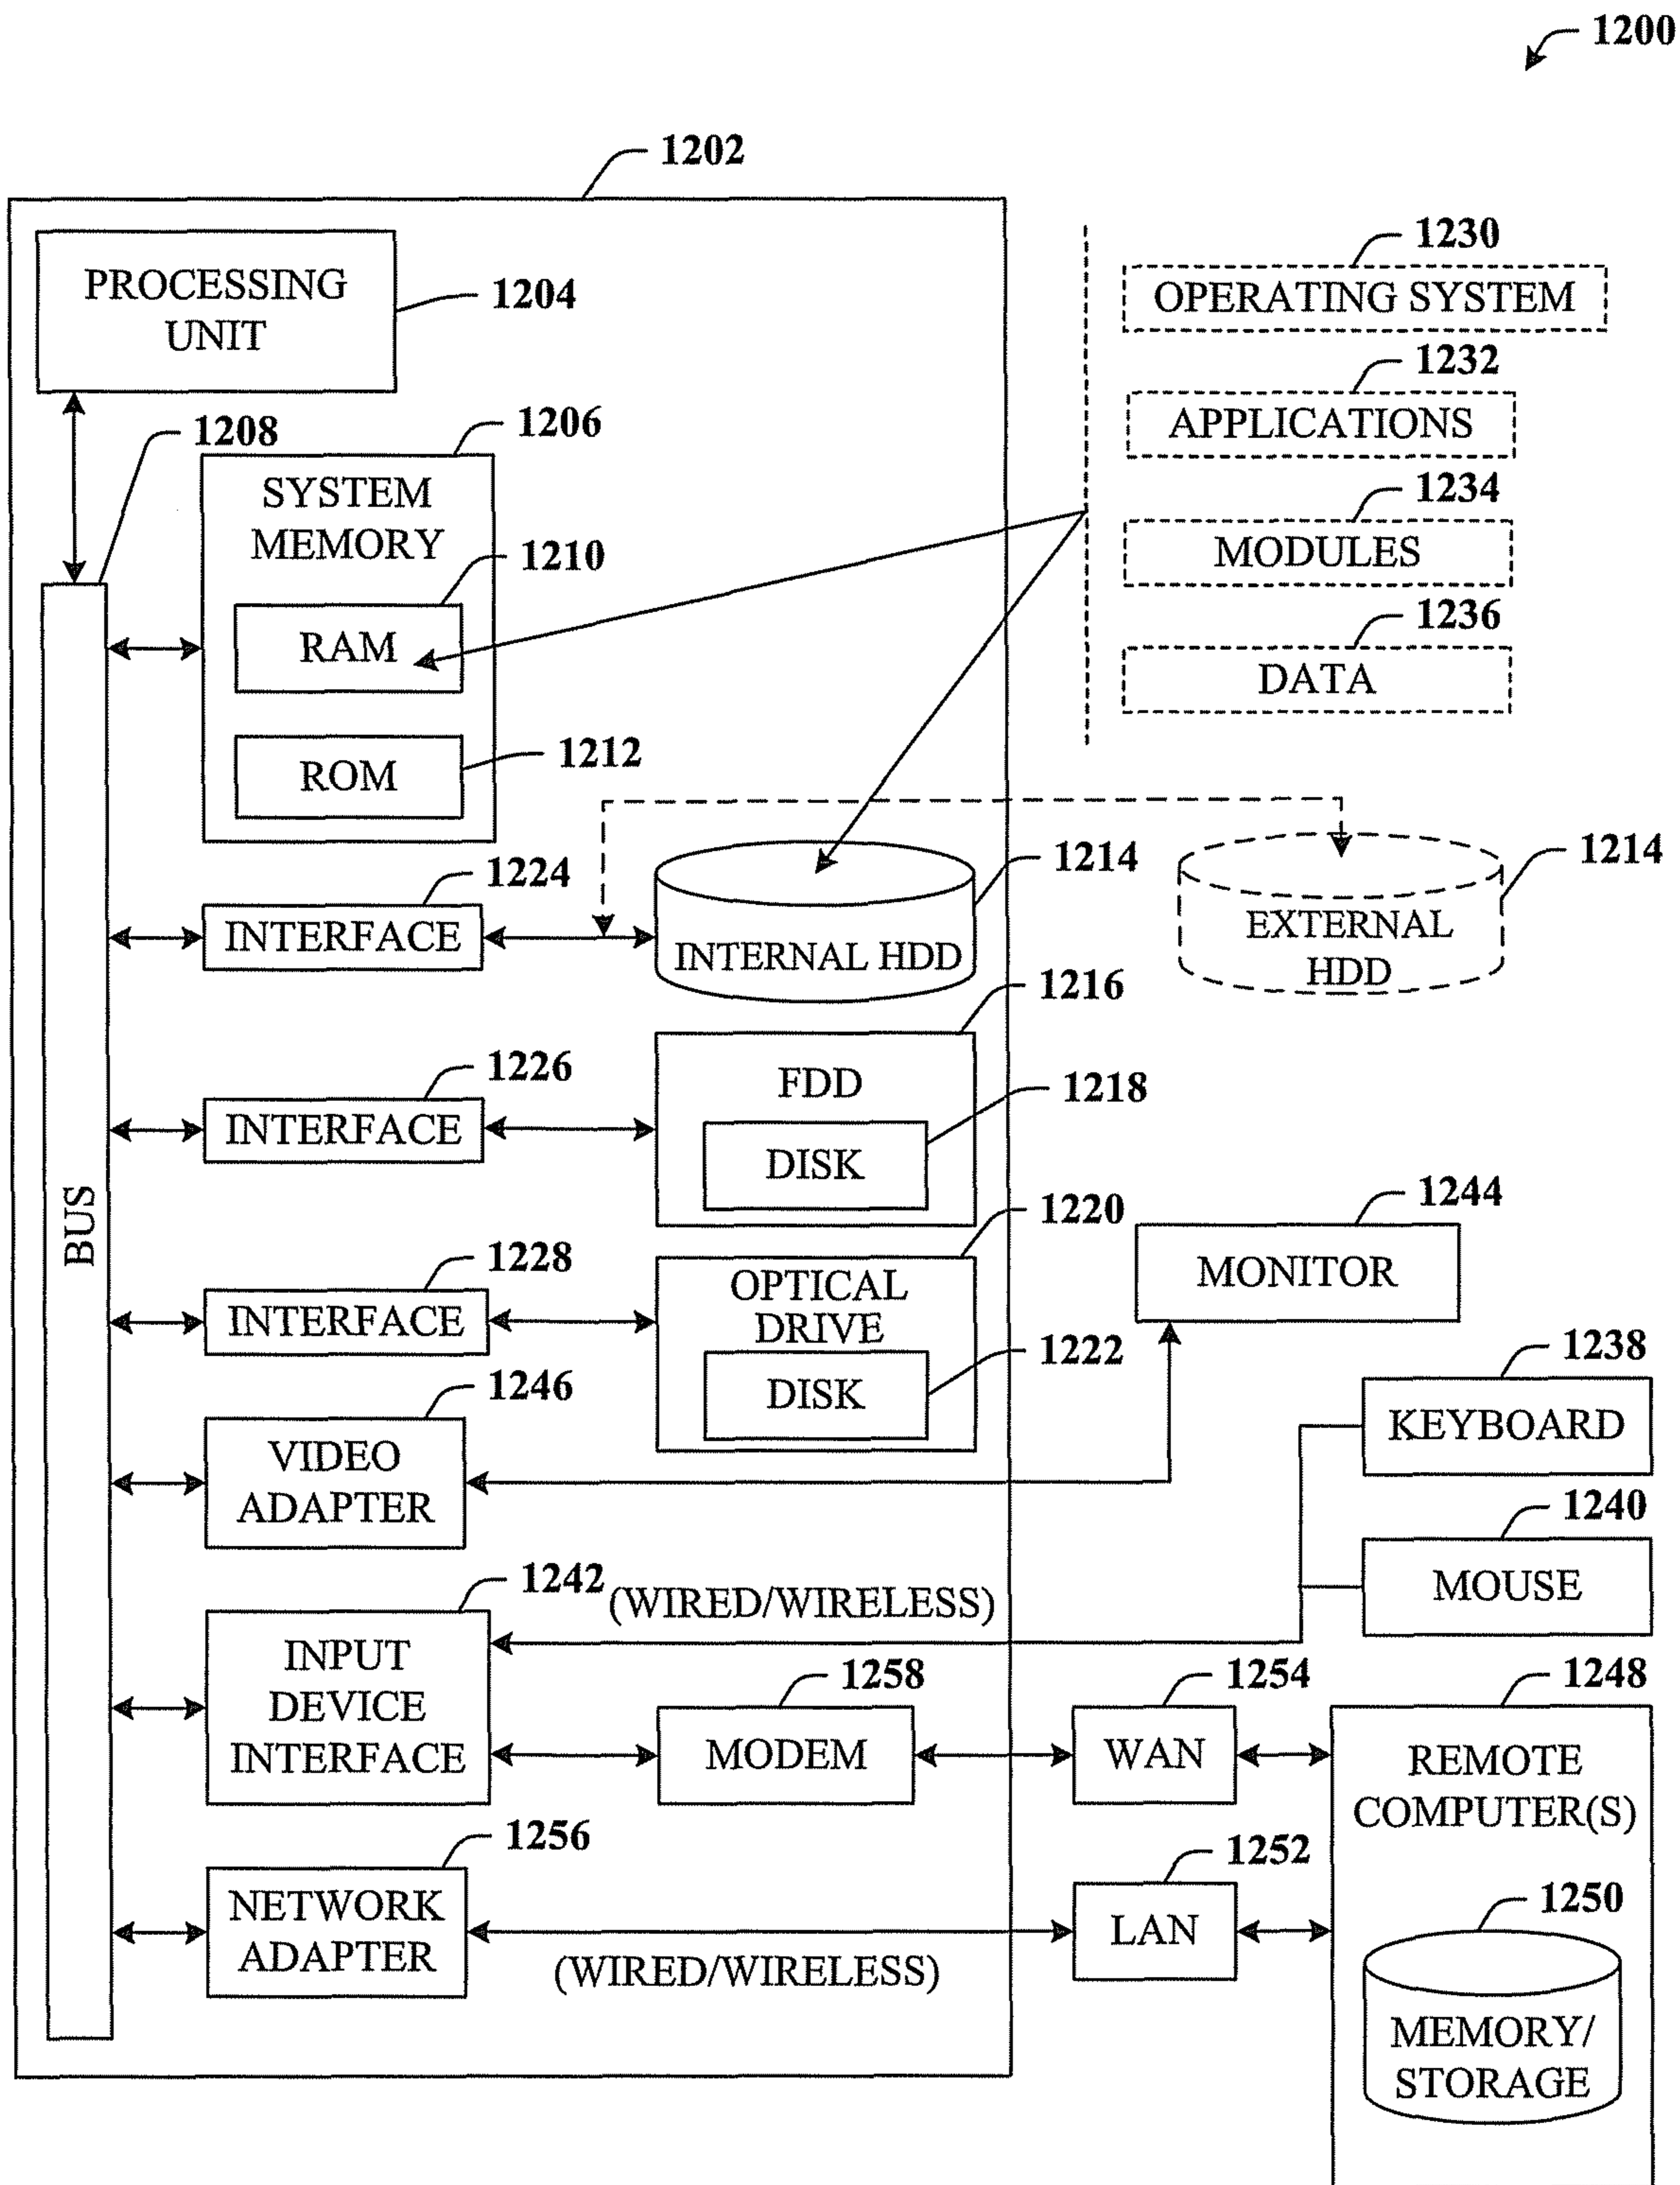 1200
1202
PROCESSING
UNIT
1204
1230
OPERATING SYSTEM
1232
APPLICATIONS
1234
MODULES
1236
DATA
1208
1206
SYSTEM
MEMORY
1210
RAM
1212
ROM
1224
INTERFACE
1214
INTERNAL HDD
1214
EXTERNAL
HDD
1216
FDD
1226
INTERFACE
1218
DISK
BUS
1220
OPTICAL
DRIVE
1228
INTERFACE
1222
DISK
1244
MONITOR
1246
VIDEO
ADAPTER
1238
KEYBOARD
1240
MOUSE
1242
(WIRED/WIRELESS)
INPUT
DEVICE
INTERFACE
1258
MODEM
1254
WAN
1248
REMOTE
COMPUTER(S)
1256
NETWORK
ADAPTER
(WIRED/WIRELESS)
1252
LAN
1250
MEMORY/
STORAGE